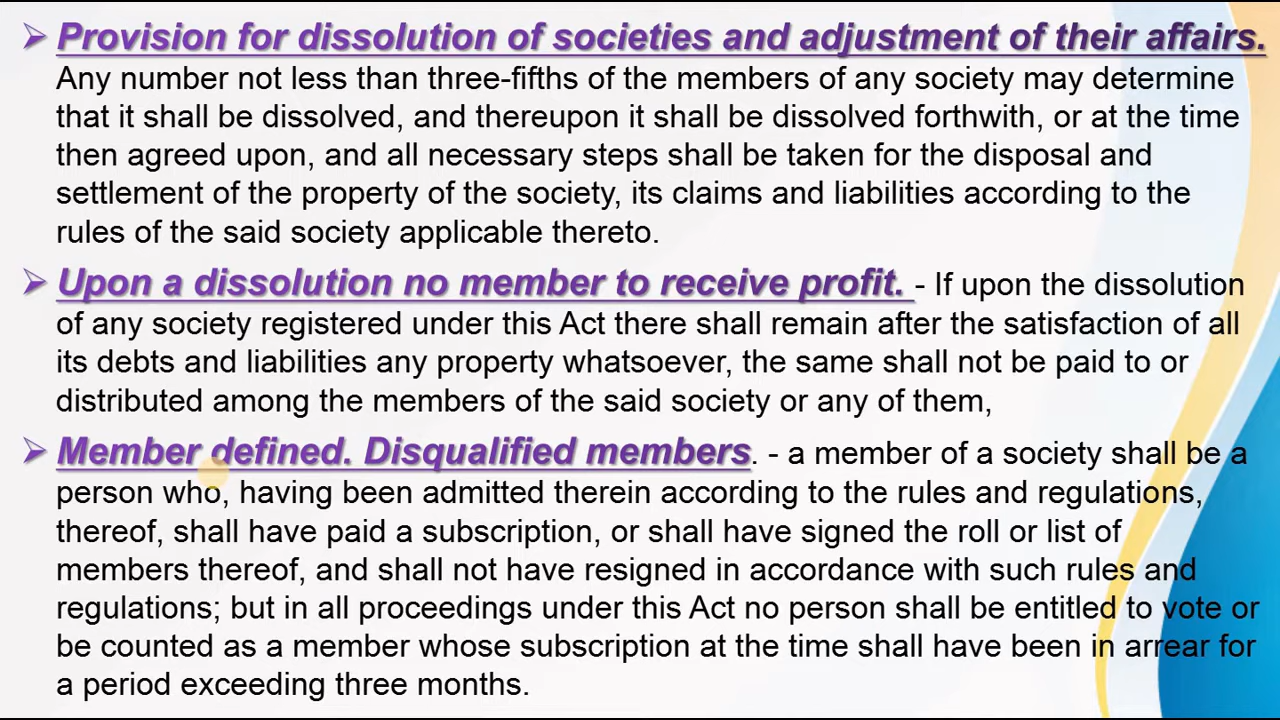 Provision for dissolution of societies and adjustment of their affairs.
Any number not less than three-fifths of the members of any society may determine
that it shall be dissolved, and thereupon it shall be dissolved forthwith, or at the time
then agreed upon, and all necessary steps shall be taken for the disposal and
settlement of the property of the society, its claims and liabilities according to the
rules of the said society applicable thereto.
Upon a dissolution no member to receive profit. - If upon the dissolution
of any society registered under this Act there shall remain after the satisfaction of all
its debts and liabilities any property whatsoever, the same shall not be paid to or
distributed among the members of the said society or any of them,
Member defined. Disqualified members. - a member of a society shall be a
person who, having been admitted therein according to the rules and regulations,
thereof, shall have paid a subscription, or shall have signed the roll or list of
members thereof, and shall not have resigned in accordance with such rules and
regulations; but in all proceedings under this Act no person shall be entitled to vote or
be counted as a member whose subscription at the time shall have been in arrear for
a period exceeding three months.